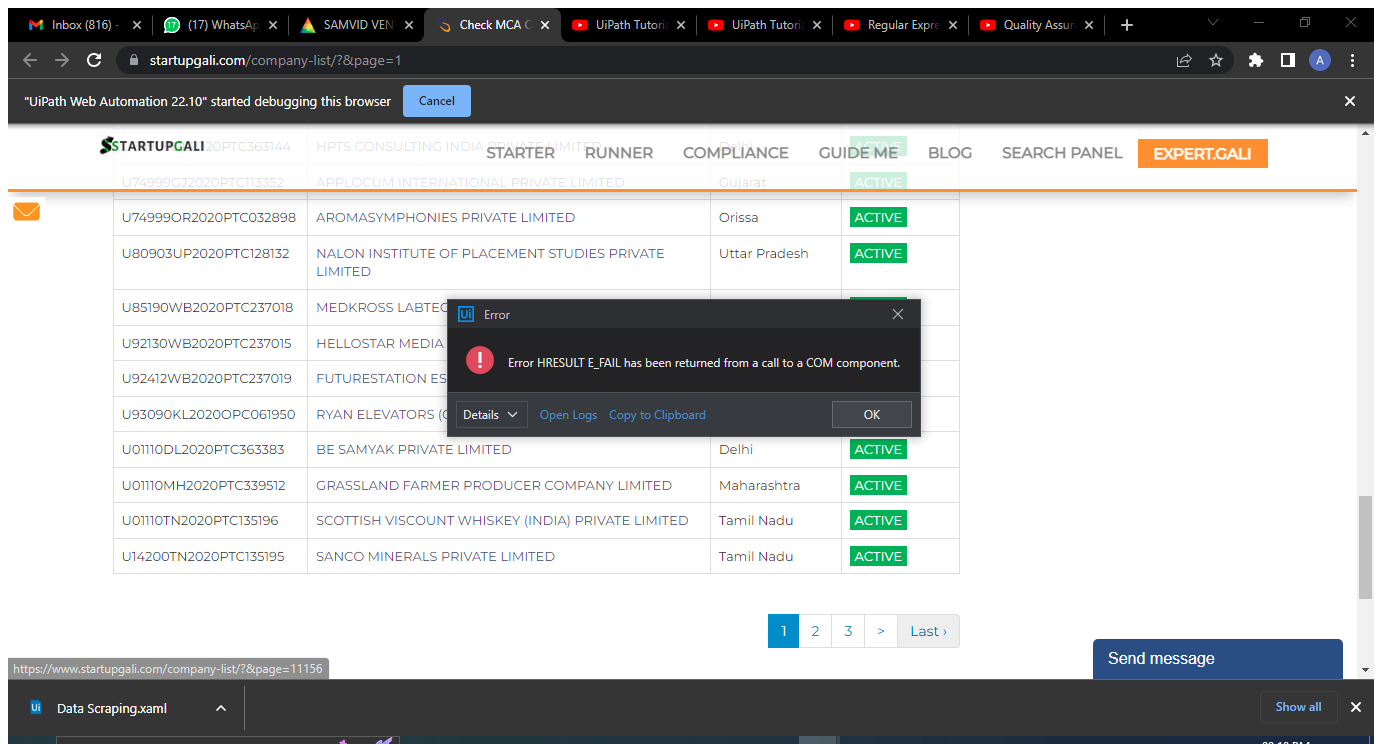 Inbox (816) -
(17) WhatsAp
SAMVID VEN
Check MCA C
UiPath Tutori
UiPath Tutori
Regular Expre
Quality Assur
startupgali.com/company-list/?&page=1
A
"UiPath Web Automation 22.10" started debugging this browser
Cancel
STARTUPGALI
STARTER
RUNNER
COMPLIANCE
GUIDE ME
BLOG
SEARCH PANEL
EXPERT.GALI
20PTC363144 HPTS CONSULTING INDIA PRIVATE LIMITED Delhi ACTIVE
U74999GJ2020PTC113352 APPLOCUM INTERNATIONAL PRIVATE LIMITED Gujarat ACTIVE
U74999OR2020PTC032898 AROMASYMPHONIES PRIVATE LIMITED Orissa ACTIVE
U80903UP2020PTC128132 NALON INSTITUTE OF PLACEMENT STUDIES PRIVATE Uttar Pradesh ACTIVE
LIMITED
U85190WB2020PTC237018 MEDKROSS LABTEC
U92130WB2020PTC237015 HELLOSTAR MEDIA
U92412WB2020PTC237019 FUTURESTATION ES
U93090KL2020OPC061950 RYAN ELEVATORS (
Ui Error
Error HRESULT E_FAIL has been returned from a call to a COM component.
Details
Open Logs
Copy to Clipboard
OK
U01110DL2020PTC363383 BE SAMYAK PRIVATE LIMITED Delhi ACTIVE
U01110MH2020PTC339512 GRASSLAND FARMER PRODUCER COMPANY LIMITED Maharashtra ACTIVE
U01110TN2020PTC135196 SCOTTISH VISCOUNT WHISKEY (INDIA) PRIVATE LIMITED Tamil Nadu ACTIVE
U14200TN2020PTC135195 SANCO MINERALS PRIVATE LIMITED Tamil Nadu ACTIVE
1 2 3 > Last ›
Send message
https://www.startupgali.com/company-list/?&page=11156
Ui Data Scraping.xaml
Show all